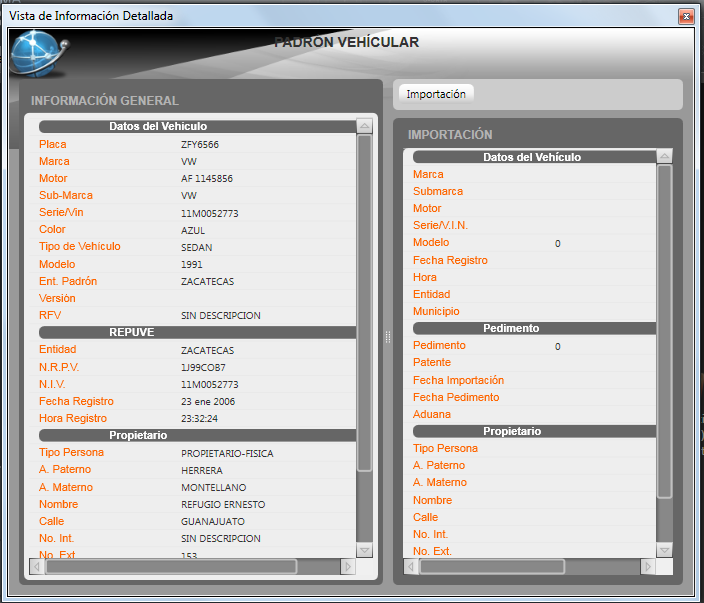 Vista de Información Detallada
PADRÓN VEHÍCULAR
INFORMACIÓN GENERAL
Datos del Vehículo
Placa ZFY6566
Marca VW
Motor AF 1145856
Sub-Marca VW
Serie/Vin 11M0052773
Color AZUL
Tipo de Vehículo SEDAN
Modelo 1991
Ent. Padrón ZACATECAS
Versión
RFV SIN DESCRIPCION
REPUVE
Entidad ZACATECAS
N.R.P.V. 1J99COB7
N.I.V. 11M0052773
Fecha Registro 23 ene 2006
Hora Registro 23:32:24
Propietario
Tipo Persona PROPIETARIO-FISICA
A. Paterno HERRERA
A. Materno MONTELLANO
Nombre REFUGIO ERNESTO
Calle GUANAJUATO
No. Int. SIN DESCRIPCION
No. Ext. 153
Importación
IMPORTACIÓN
Datos del Vehículo
Marca
Submarca
Motor
Serie/V.I.N.
Modelo 0
Fecha Registro
Hora
Entidad
Municipio
Pedimento
Pedimento 0
Patente
Fecha Importación
Fecha Pedimento
Aduana
Propietario
Tipo Persona
A. Paterno
A. Materno
Nombre
Calle
No. Int.
No. Ext.